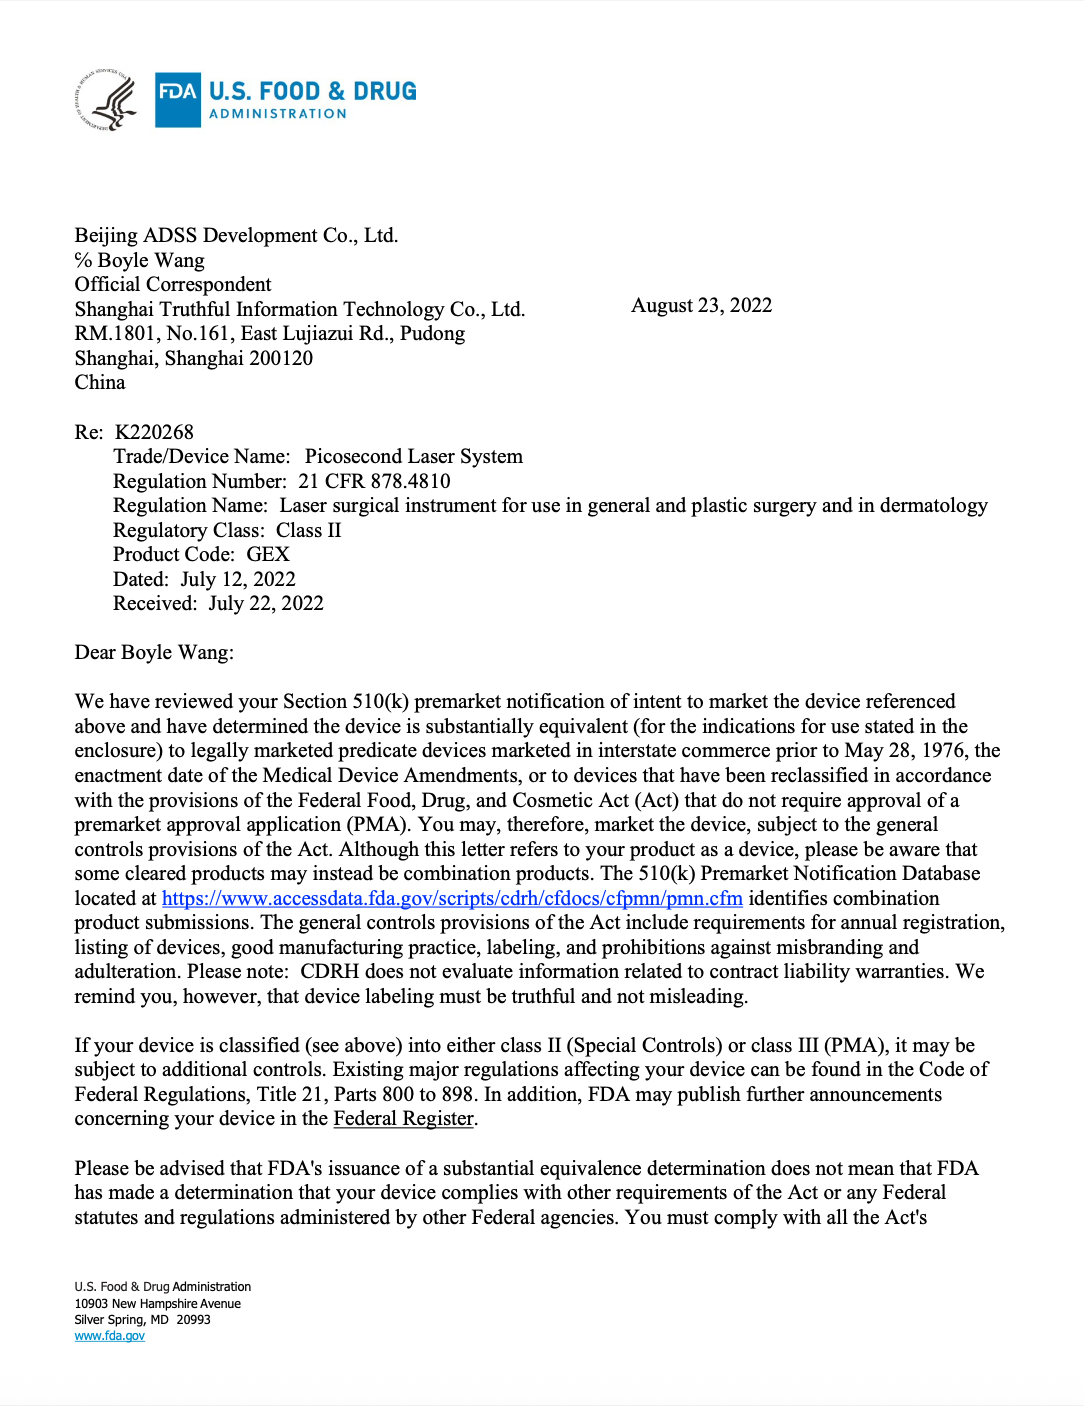 FDA U.S. FOOD & DRUG
ADMINISTRATION
Beijing ADSS Development Co., Ltd.
℅ Boyle Wang
Official Correspondent
Shanghai Truthful Information Technology Co., Ltd.
RM.1801, No.161, East Lujiazui Rd., Pudong
Shanghai, Shanghai 200120
China
August 23, 2022
Re: K220268
Trade/Device Name: Picosecond Laser System
Regulation Number: 21 CFR 878.4810
Regulation Name: Laser surgical instrument for use in general and plastic surgery and in dermatology
Regulatory Class: Class II
Product Code: GEX
Dated: July 12, 2022
Received: July 22, 2022
Dear Boyle Wang:
We have reviewed your Section 510(k) premarket notification of intent to market the device referenced
above and have determined the device is substantially equivalent (for the indications for use stated in the
enclosure) to legally marketed predicate devices marketed in interstate commerce prior to May 28, 1976, the
enactment date of the Medical Device Amendments, or to devices that have been reclassified in accordance
with the provisions of the Federal Food, Drug, and Cosmetic Act (Act) that do not require approval of a
premarket approval application (PMA). You may, therefore, market the device, subject to the general
controls provisions of the Act. Although this letter refers to your product as a device, please be aware that
some cleared products may instead be combination products. The 510(k) Premarket Notification Database
located at https://www.accessdata.fda.gov/scripts/cdrh/cfdocs/cfpmn/pmn.cfm identifies combination
product submissions. The general controls provisions of the Act include requirements for annual registration,
listing of devices, good manufacturing practice, labeling, and prohibitions against misbranding and
adulteration. Please note: CDRH does not evaluate information related to contract liability warranties. We
remind you, however, that device labeling must be truthful and not misleading.
If your device is classified (see above) into either class II (Special Controls) or class III (PMA), it may be
subject to additional controls. Existing major regulations affecting your device can be found in the Code of
Federal Regulations, Title 21, Parts 800 to 898. In addition, FDA may publish further announcements
concerning your device in the Federal Register.
Please be advised that FDA's issuance of a substantial equivalence determination does not mean that FDA
has made a determination that your device complies with other requirements of the Act or any Federal
statutes and regulations administered by other Federal agencies. You must comply with all the Act's
U.S. Food & Drug Administration
10903 New Hampshire Avenue
Silver Spring, MD 20993
www.fda.gov